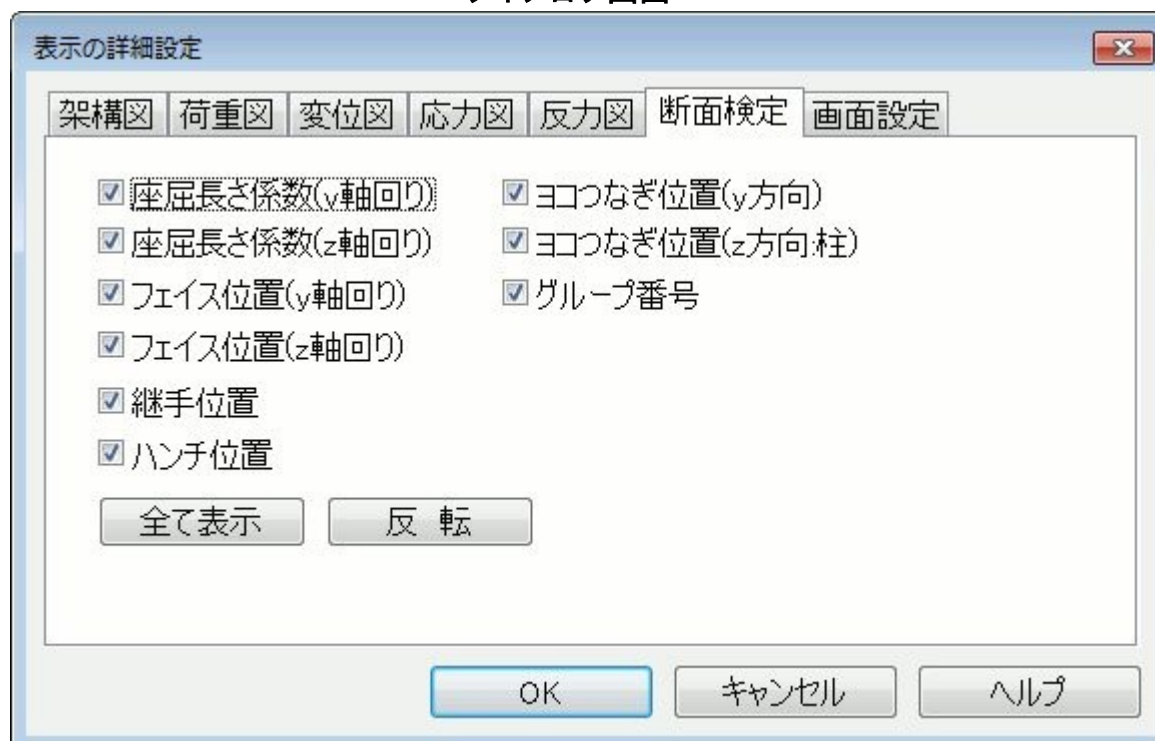 表示の詳細設定
架構図 荷重図 変位図 応力図 反力図 断面検定 画面設定
座屈長さ係数(y軸回り) ヨコつなぎ位置(y方向)
座屈長さ係数(z軸回り) ヨコつなぎ位置(z方向:柱)
フェイス位置(y軸回り) グループ番号
フェイス位置(z軸回り)
継手位置
ハンチ位置
全て表示 反 転
OK キャンセル ヘルプ